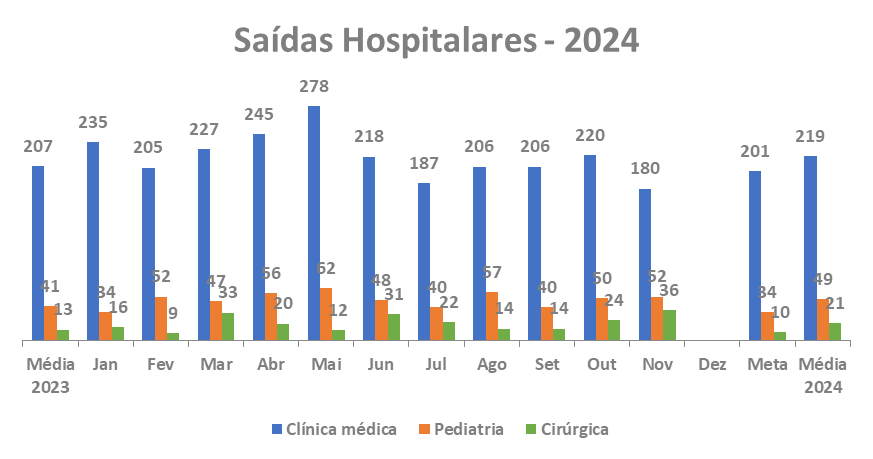 Saídas Hospitalares - 2024
207 41 13
235 34 16
205 52 9
227 47 33
245 56 20
278 62 12
218 48 31
187 40 22
206 57 14
206 40 14
220 50 24
180 52 36
201 34 10
219 49 21
Média Jan Fev Mar Abr Mai Jun Jul Ago Set Out Nov Dez Meta Média
2023 2024
Clínica médica Pediatria Cirúrgica